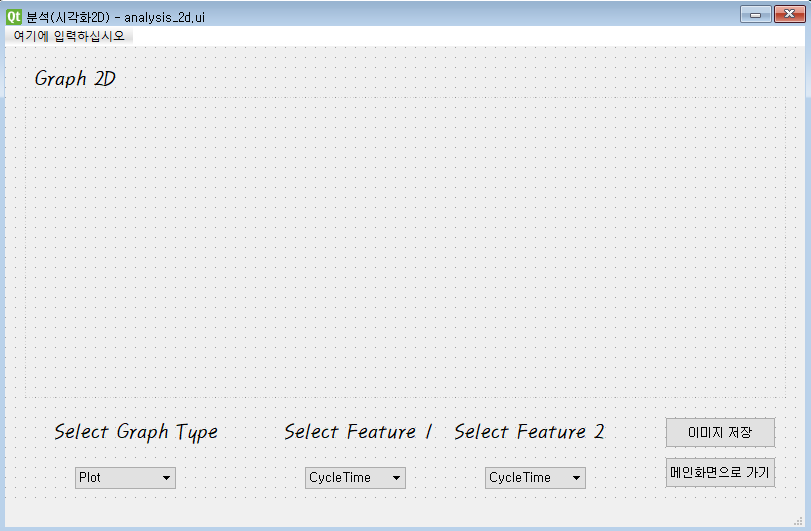 Qt 분석(시각화2D) - analysis_2d.ui
여기에 입력하십시오
Graph 2D
Select Graph Type Select Feature 1 Select Feature 2 이미지 저장
Plot CycleTime CycleTime 메인화면으로 가기